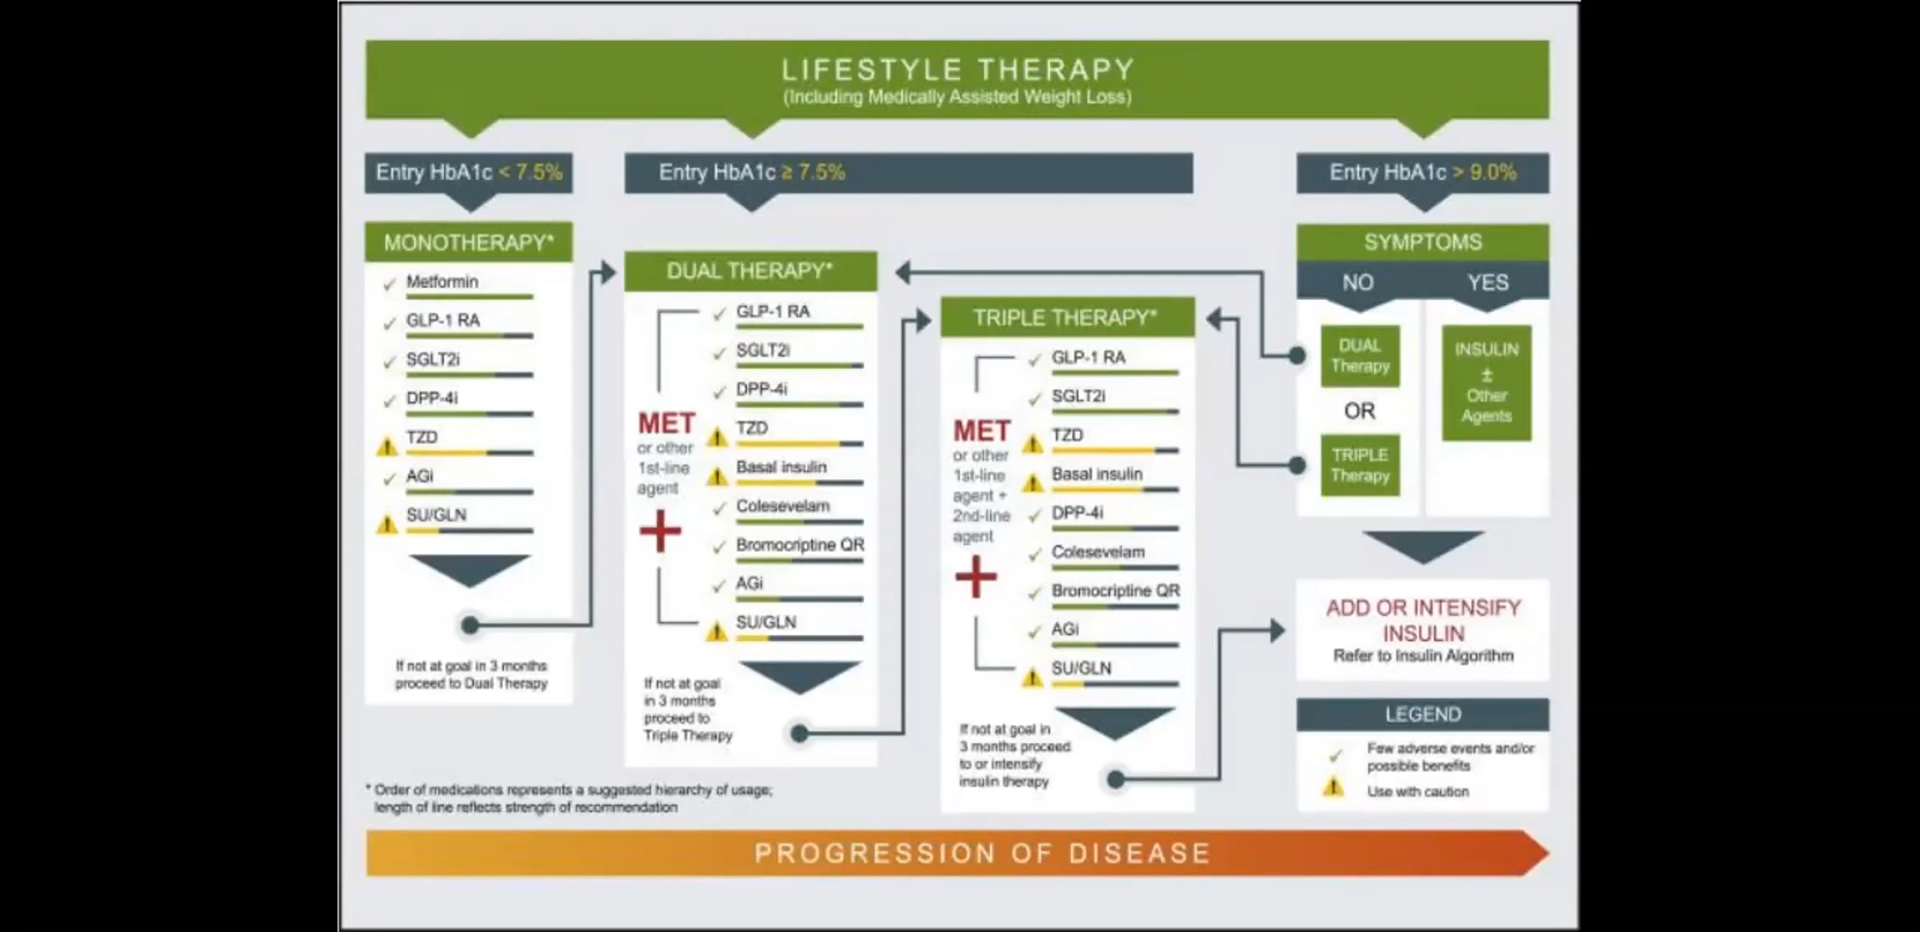 LIFESTYLE THERAPY
(Including Medically Assisted Weight Loss)
Entry HbA1c < 7.5%
MONOTHERAPY*
Metformin
GLP-1 RA
SGLT2i
DPP-4i
TZD
AGi
SU/GLN
If not at goal in 3 months
proceed to Dual Therapy
Entry HbA1c ≥ 7.5%
DUAL THERAPY*
MET
or other
1st-line
agent
+
GLP-1 RA
SGLT2i
DPP-4i
TZD
Basal insulin
Colesevelam
Bromocriptine QR
AGi
SU/GLN
If not at goal
in 3 months
proceed to
Triple Therapy
TRIPLE THERAPY*
MET
or other
1st-line
agent +
2nd-line
agent
+
GLP-1 RA
SGLT2i
TZD
Basal insulin
DPP-4i
Colesevelam
Bromocriptine QR
AGi
SU/GLN
If not at goal in
3 months proceed
to or intensify
insulin therapy
Entry HbA1c > 9.0%
SYMPTOMS
NO
YES
DUAL
Therapy
OR
TRIPLE
Therapy
INSULIN
±
Other
Agents
ADD OR INTENSIFY
INSULIN
Refer to Insulin Algorithm
LEGEND
Few adverse events and/or
possible benefits
Use with caution
* Order of medications represents a suggested hierarchy of usage;
length of line reflects strength of recommendation
PROGRESSION OF DISEASE